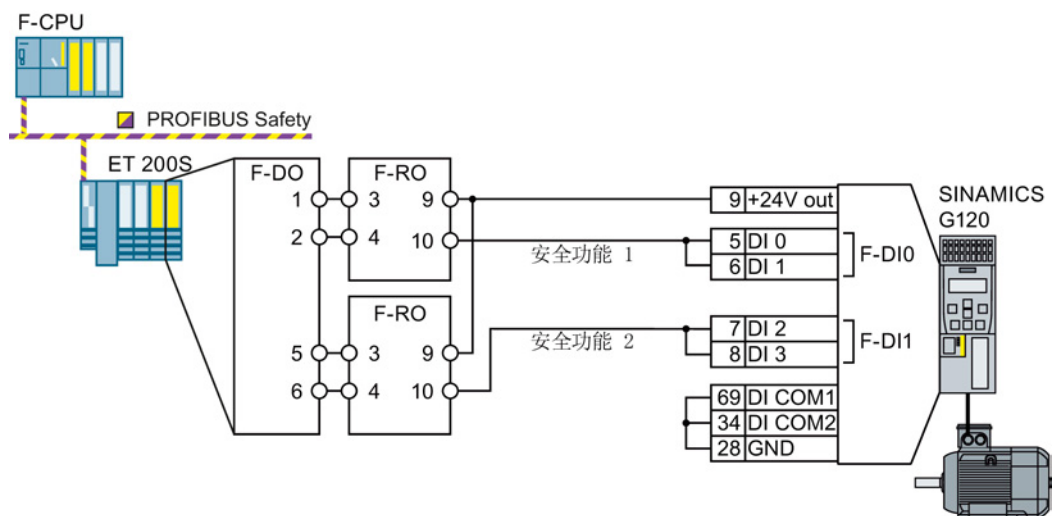 F-CPU
PROFIBUS Safety
ET 200S
F-DO
1
2
5
6
F-RO
3 9
4 10
F-RO
3 9
4 10
安全功能 1
安全功能 2
9 +24V out
5 DI 0
6 DI 1
F-DI0
7 DI 2
8 DI 3
F-DI1
69 DI COM1
34 DI COM2
28 GND
SINAMICS
G120